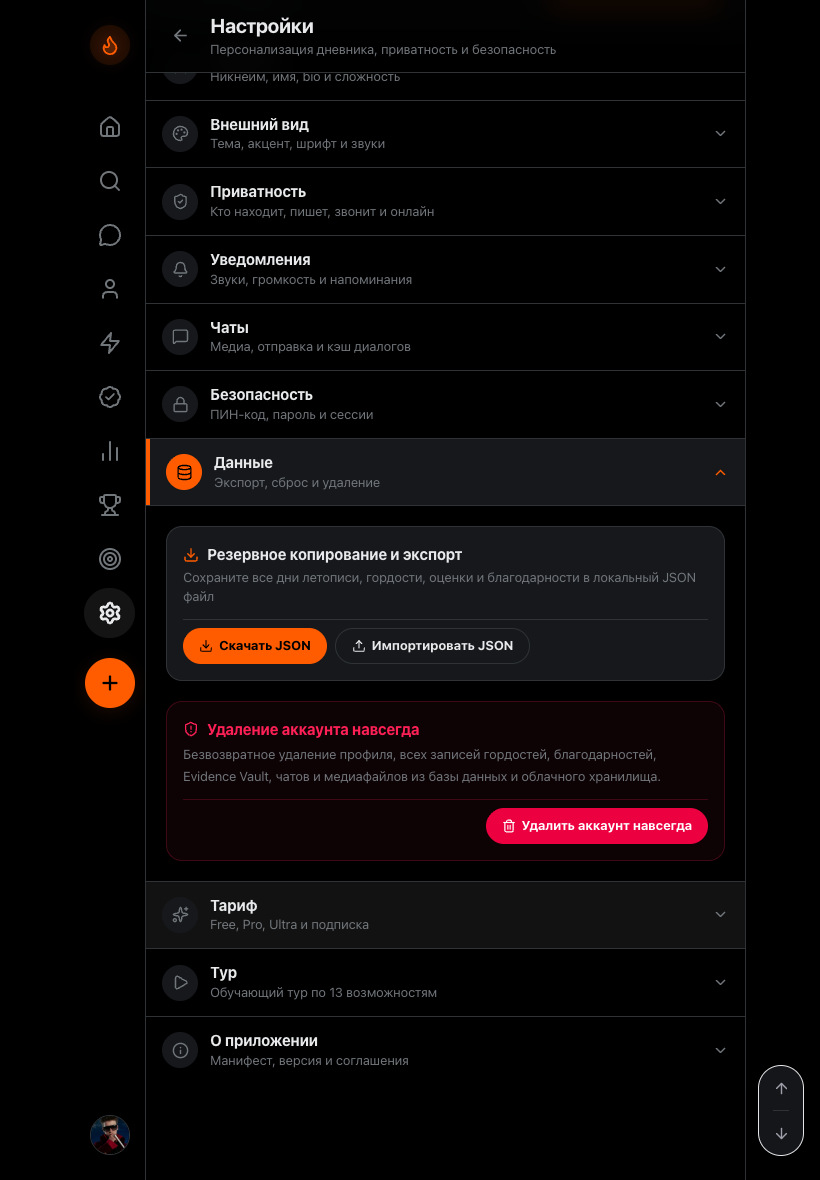 Настройки
Персонализация дневника, приватность и безопасность
Никнейм, имя, bio и сложность
Внешний вид
Тема, акцент, шрифт и звуки
Приватность
Кто находит, пишет, звонит и онлайн
Уведомления
Звуки, громкость и напоминания
Чаты
Медиа, отправка и кэш диалогов
Безопасность
ПИН-код, пароль и сессии
Данные
Экспорт, сброс и удаление
Резервное копирование и экспорт
Сохраните все дни летописи, гордости, оценки и благодарности в локальный JSON
файл
Скачать JSON
Импортировать JSON
Удаление аккаунта навсегда
Безвозвратное удаление профиля, всех записей гордостей, благодарностей,
Evidence Vault, чатов и медиафайлов из базы данных и облачного хранилища.
Удалить аккаунт навсегда
Тариф
Free, Pro, Ultra и подписка
Тур
Обучающий тур по 13 возможностям
О приложении
Манифест, версия и соглашения